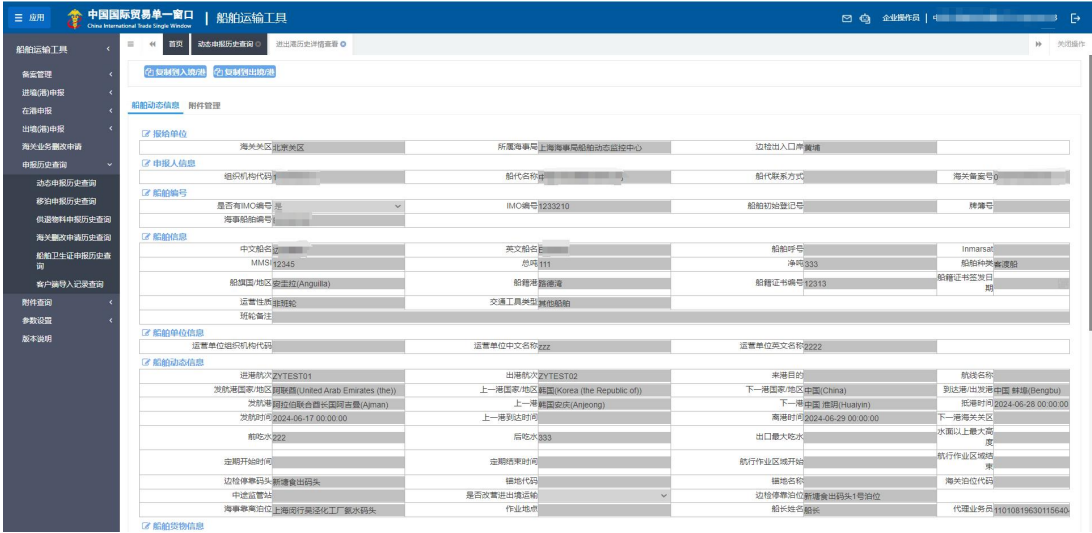 应用 中国国际贸易单一窗口 China International Trade Single Window | 船舶运输工具 企业操作员 |
船舶运输工具 首页 动态申报历史查询 进出港历史详情查看 关闭操作
备案管理
进境(港)申报
在港申报
出境(港)申报
海关业务删改申请
申报历史查询
动态申报历史查询
移泊申报历史查询
供退物料申报历史查询
海关删改申请历史查询
船舶卫生证申报历史查询
客户端导入记录查询
附件查询
参数设置
版本说明
复制到入境/港 复制到出境/港
船舶动态信息 附件管理
报给单位
海关关区 北京关区 所属海事局 上海海事局船舶动态监控中心 边检出入口岸 黄埔
申报人信息
组织机构代码 船代名称 船代联系方式 海关备案号
船舶编号
是否有IMO编号 是 IMO编号 1233210 船舶初始登记号 牌簿号
海事船舶编号
船舶信息
中文船名 英文船名 船舶呼号 Inmarsat
MMSI 12345 总吨 111 净吨 333 船舶种类 客渡船
船旗国/地区 安圭拉(Anguilla) 船籍港 路德湾 船籍证书编号 12313 船籍证书签发日期
运营性质 非班轮 交通工具类型 其他船舶
班轮备注
船舶单位信息
运营单位组织机构代码 运营单位中文名称 zzz 运营单位英文名称 2222
船舶动态信息
进港航次 ZYTEST01 出港航次 ZYTEST02 来港目的 航线名称
发航港国家/地区 阿联酋(United Arab Emirates (the)) 上一港国家/地区 韩国(Korea (the Republic of)) 下一港国家/地区 中国(China) 到达港/出发港 中国 蚌埠(Bengbu)
发航港 阿拉伯联合酋长国阿吉曼(Ajman) 上一港 韩国安庆(Anjeong) 下一港 中国 淮阴(Huaiyin) 抵港时间 2024-06-28 00:00:00
发航时间 2024-06-17 00:00:00 上一港到达时间 离港时间 2024-06-29 00:00:00 下一港海关关区
前吃水 222 后吃水 333 出口最大吃水 水面以上最大高度
定期开始时间 定期结束时间 航行作业区域开始 航行作业区域结束
边检停靠码头 新塘食出码头 锚地代码 锚地名称 海关泊位代码
中途监管站 是否改营进出境运输 边检停靠泊位 新塘食出码头1号泊位
海事靠离泊位 上海闵行吴泾化工厂氨水码头 作业地点 船长姓名 船长 代理业务员 11010819630115640
船舶货物信息